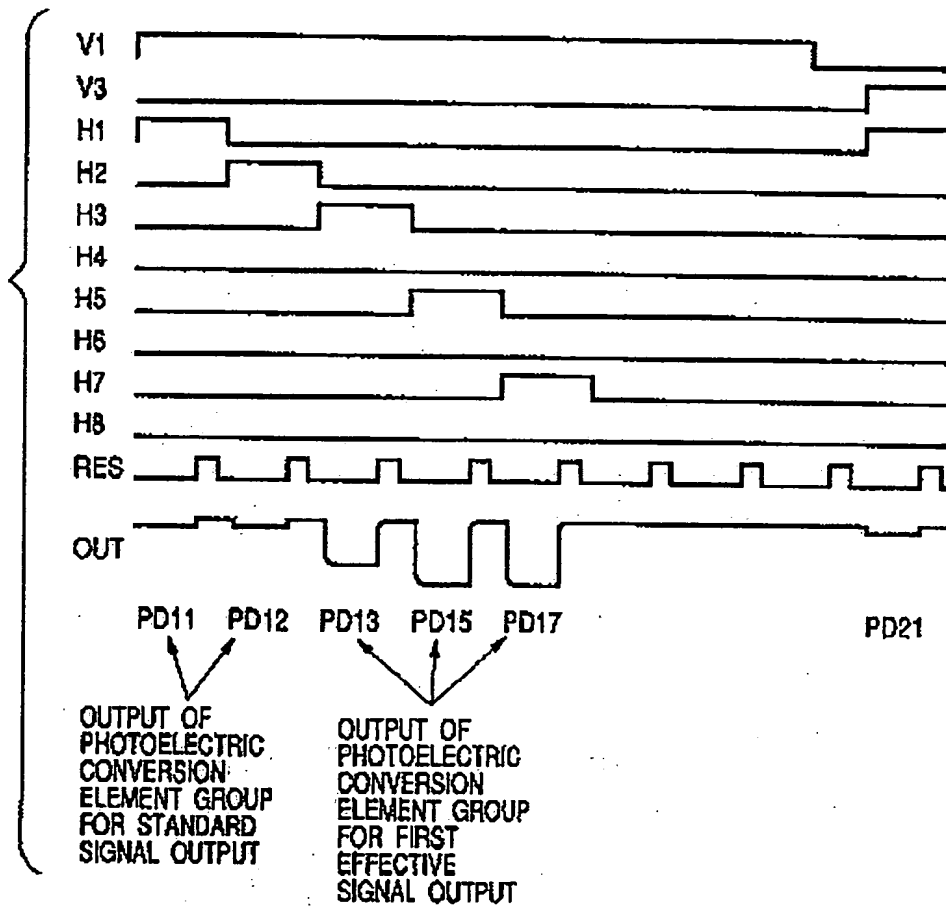 V1
V3
H1
H2
H3
H4
H5
H6
H7
H8
RES
OUT
PD11 PD12 PD13 PD15 PD17 PD21
OUTPUT OF
PHOTOELECTRIC
CONVERSION
ELEMENT GROUP
FOR STANDARD
SIGNAL OUTPUT
OUTPUT OF
PHOTOELECTRIC
CONVERSION
ELEMENT GROUP
FOR FIRST
EFFECTIVE
SIGNAL OUTPUT